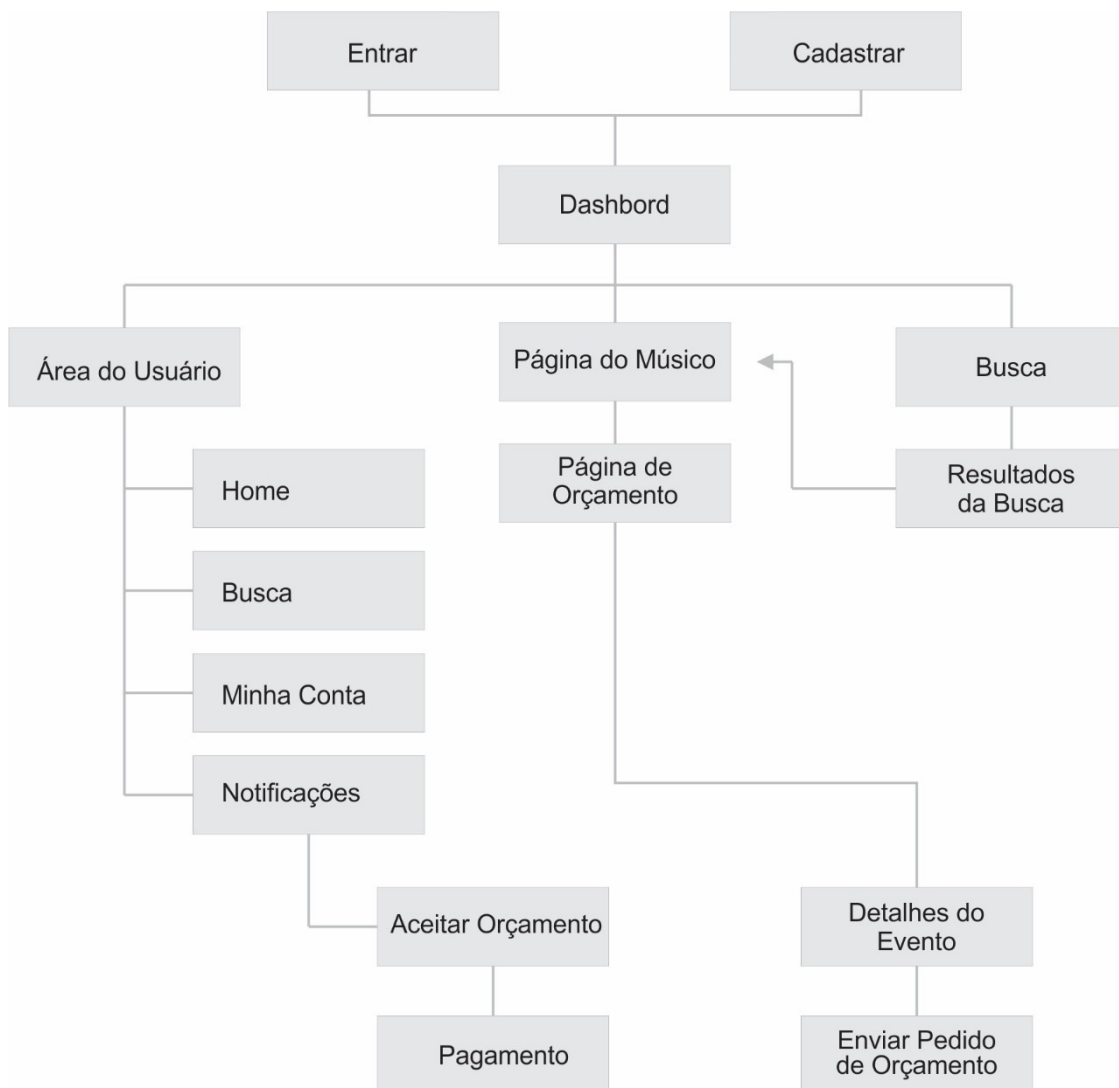 Entrar
Cadastrar
Dashbord
Área do Usuário
Página do Músico
Busca
Home
Página de
Orçamento
Resultados
da Busca
Busca
Minha Conta
Notificações
Aceitar Orçamento
Detalhes do
Evento
Pagamento
Enviar Pedido
de Orçamento